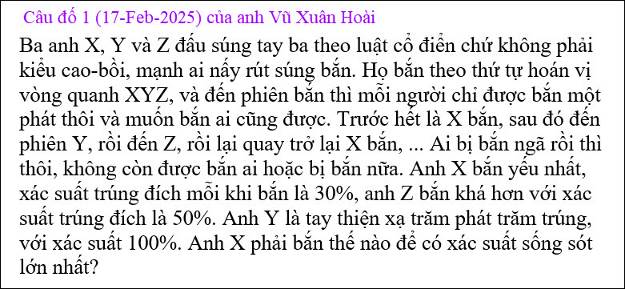 Câu đố 1 (17-Feb-2025) của anh Vũ Xuân Hoài
Ba anh X, Y và Z đấu súng tay ba theo luật cổ điển chứ không phải
kiểu cao-bồi, mạnh ai nấy rút súng bắn. Họ bắn theo thứ tự hoán vị
vòng quanh XYZ, và đến phiên bắn thì mỗi người chỉ được bắn một
phát thôi và muốn bắn ai cũng được. Trước hết là X bắn, sau đó đến
phiên Y, rồi đến Z, rồi lại quay trở lại X bắn, ... Ai bị bắn ngã rồi thì
thôi, không còn được bắn ai hoặc bị bắn nữa. Anh X bắn yếu nhất,
xác suất trúng đích mỗi khi bắn là 30%, anh Z bắn khá hơn với xác
suất trúng đích là 50%. Anh Y là tay thiện xạ trăm phát trăm trúng,
với xác suất 100%. Anh X phải bắn thế nào để có xác suất sống sót
lớn nhất?